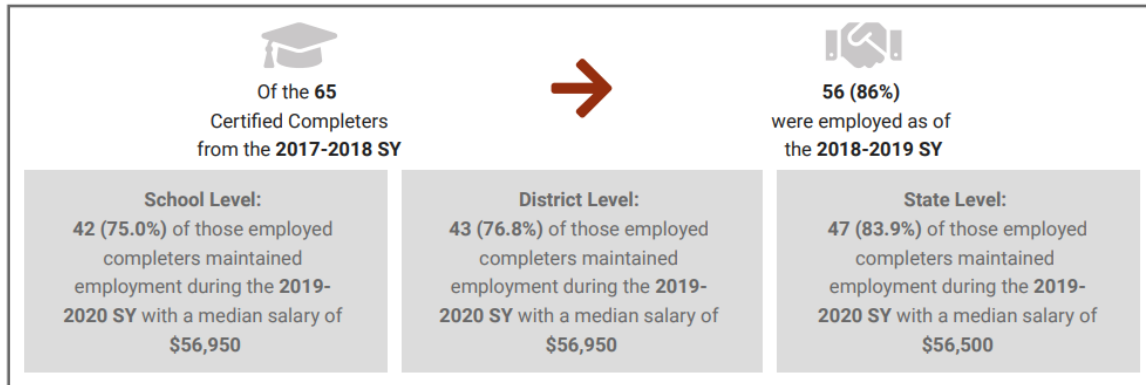 Of the 65
Certified Completers
from the 2017-2018 SY
56 (86%)
were employed as of
the 2018-2019 SY
School Level:
42 (75.0%) of those employed
completers maintained
employment during the 2019-
2020 SY with a median salary of
$56,950
District Level:
43 (76.8%) of those employed
completers maintained
employment during the 2019-
2020 SY with a median salary of
$56,950
State Level:
47 (83.9%) of those employed
completers maintained
employment during the 2019-
2020 SY with a median salary of
$56,500